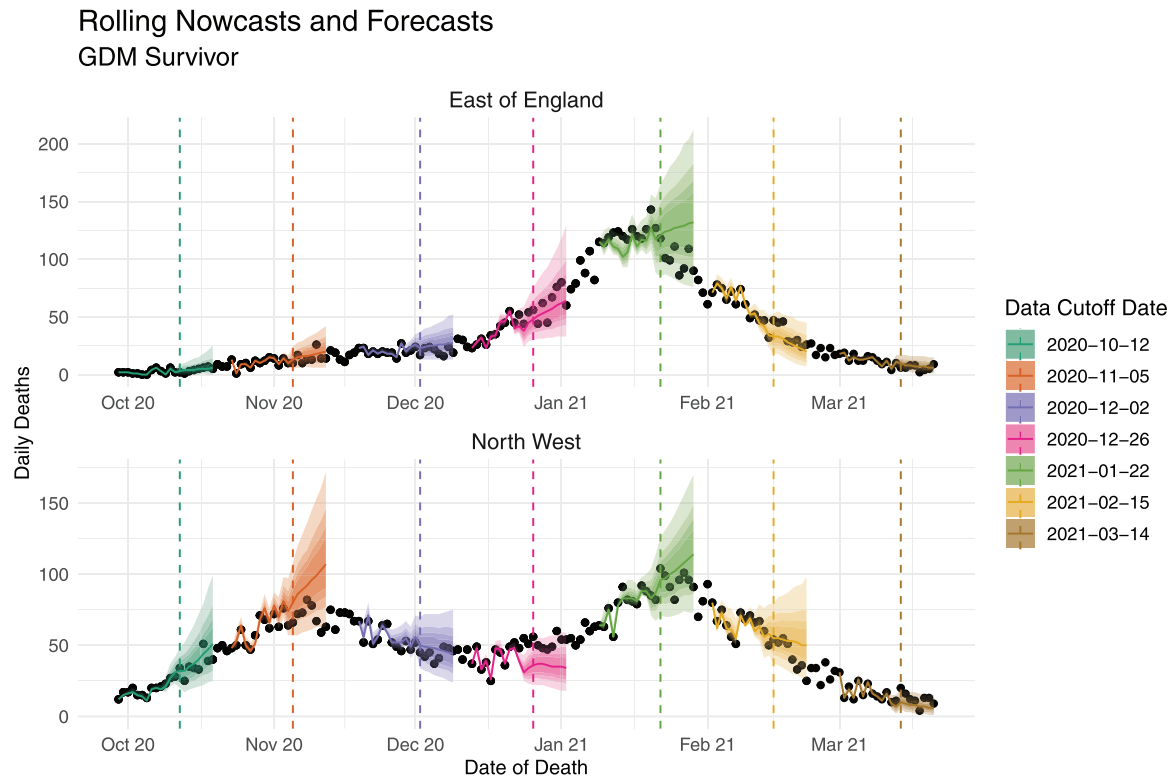 Rolling Nowcasts and Forecasts
GDM Survivor
East of England
200
150
100
50
0
Oct 20 Nov 20 Dec 20 Jan 21 Feb 21 Mar 21
North West
150
100
50
0
Oct 20 Nov 20 Dec 20 Jan 21 Feb 21 Mar 21
Daily Deaths
Date of Death
Data Cutoff Date
2020−10−12
2020−11−05
2020−12−02
2020−12−26
2021−01−22
2021−02−15
2021−03−14